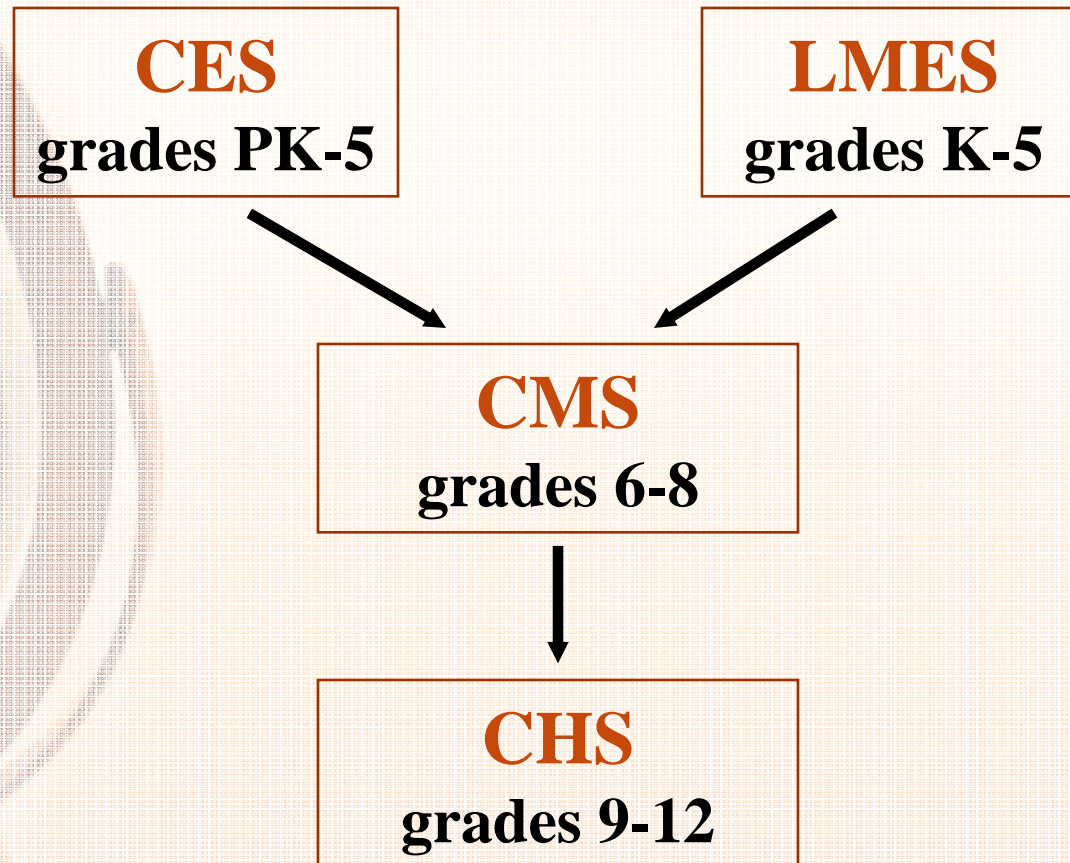 CES
grades PK-5
LMES
grades K-5
CMS
grades 6-8
CHS
grades 9-12